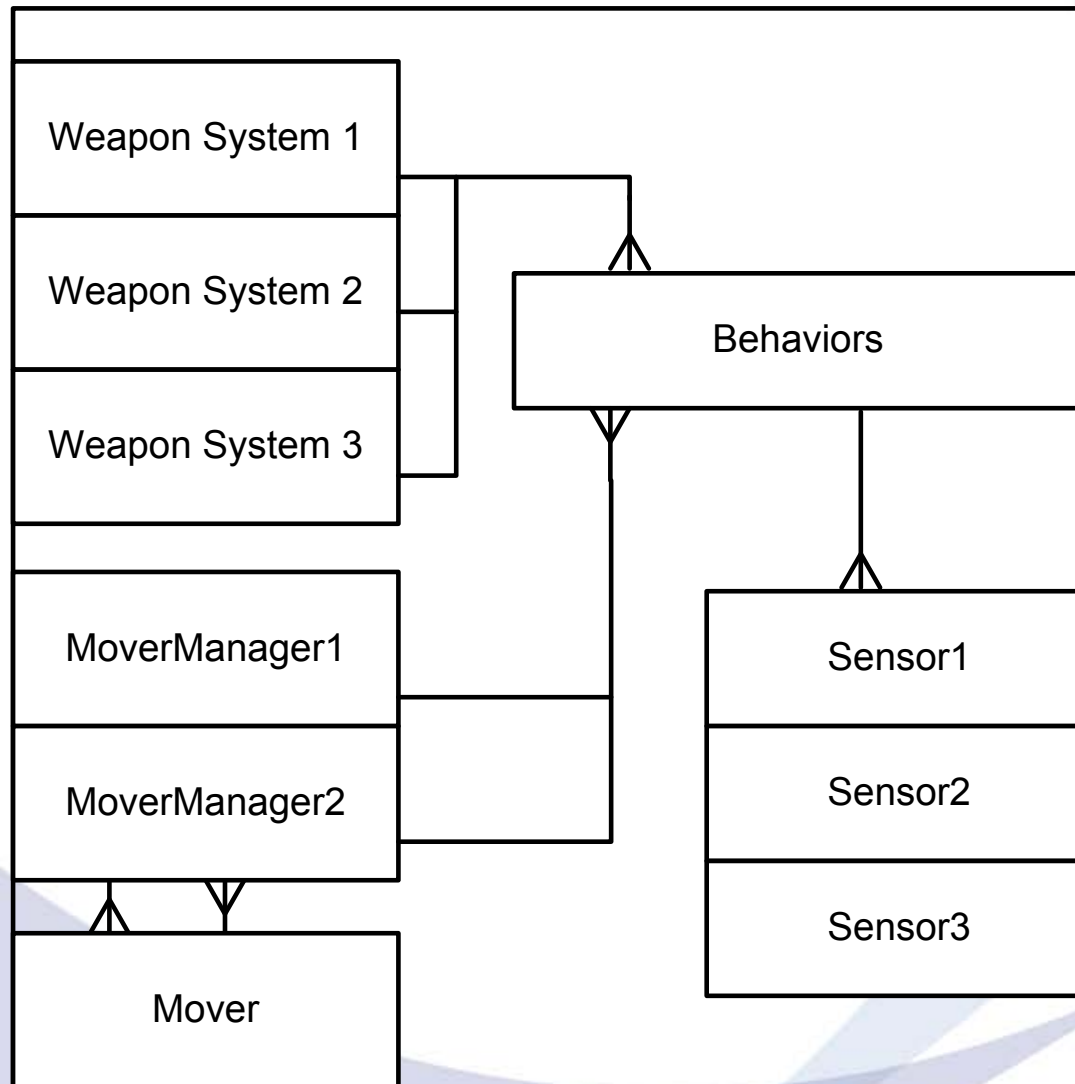 Weapon System 1
Weapon System 2
Weapon System 3
Behaviors
MoverManager1
MoverManager2
Mover
Sensor1
Sensor2
Sensor3